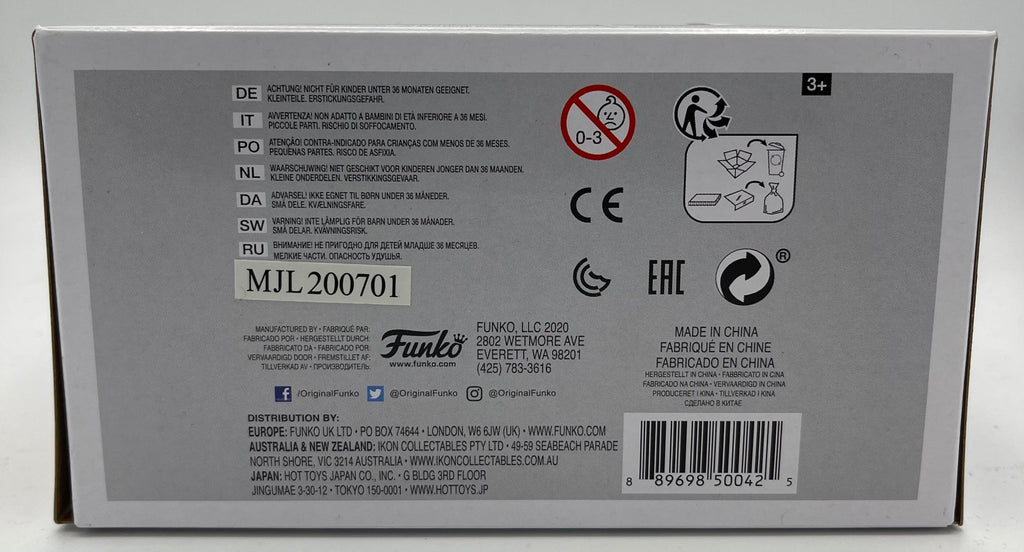 3+
DE ACHTUNG! NICHT FÜR KINDER UNTER 36 MONATEN GEEIGNET.
KLEINTEILE. ERSTICKUNGSGEFAHR.
IT AVVERTENZA! NON ADATTO A BAMBINI DI ETÀ INFERIORE A 36 MESI.
PICCOLE PARTI. RISCHIO DI SOFFOCAMENTO.
PO ATENÇÃO! CONTRA-INDICADO PARA CRIANÇAS COM MENOS DE 36 MESES.
PEQUENAS PARTES. RISCO DE ASFIXIA.
NL WAARSCHUWING! NIET GESCHIKT VOOR KINDEREN JONGER DAN 36 MAANDEN.
KLEINE ONDERDELEN. VERSTIKKINGSGEVAAR.
DA ADVARSEL! IKKE EGNET TIL BØRN UNDER 36 MÅNEDER.
SMÅ DELE. KVÆLNINGSFARE.
SW VARNING! INTE LÄMPLIG FÖR BARN UNDER 36 MÅNADER.
SMÅ DELAR. KVÄVNINGSRISK.
RU ВНИМАНИЕ! НЕ ПРИГОДНО ДЛЯ ДЕТЕЙ МЛАДШЕ 36 МЕСЯЦЕВ.
МЕЛКИЕ ЧАСТИ. ОПАСНОСТЬ УДУШЬЯ.
0-3
CE
EAC
®
MJL 200701
MANUFACTURED BY • FABRIQUÉ PAR:
FABRICADO POR • HERGESTELLT DURCH:
FABBRICATO DA • FABRICADO POR:
VERVAARDIGD DOOR • FREMSTILLET AF:
TILLVERKAD AV • ПРОИЗВОДИТЕЛЬ:
Funko
www.funko.com
FUNKO, LLC 2020
2802 WETMORE AVE
EVERETT, WA 98201
(425) 783-3616
MADE IN CHINA
FABRIQUÉ EN CHINE
FABRICADO EN CHINA
HERGESTELLT IN CHINA • FABBRICATO IN CINA
FABRICADO NA CHINA • VERVAARDIGD IN CHINA
PRODUCERET I KINA • TILLVERKAD I KINA
СДЕЛАНО В КИТАЕ
/OriginalFunko @OriginalFunko @OriginalFunko
DISTRIBUTION BY:
EUROPE: FUNKO UK LTD • PO BOX 74644 • LONDON, W6 6JW (UK) • WWW.FUNKO.COM
AUSTRALIA & NEW ZEALAND: IKON COLLECTABLES PTY LTD • 49-59 SEABEACH PARADE
NORTH SHORE, VIC 3214 AUSTRALIA • WWW.IKONCOLLECTABLES.COM.AU
JAPAN: HOT TOYS JAPAN CO., INC. • G BLDG 3RD FLOOR
JINGUMAE 3-30-12 • TOKYO 150-0001 • WWW.HOTTOYS.JP
8 89698 50042 5